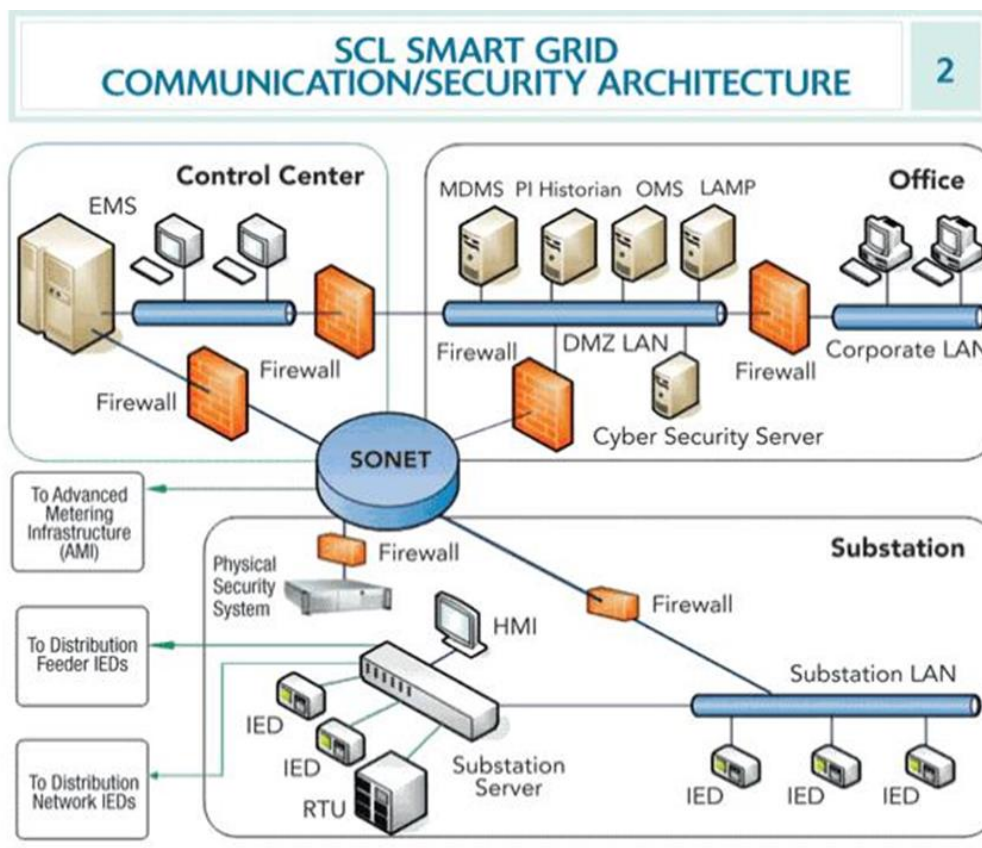 SCL SMART GRID
COMMUNICATION/SECURITY ARCHITECTURE
2
Control Center
EMS
Firewall
Firewall
Office
MDMS PI Historian OMS LAMP
Firewall
DMZ LAN
Firewall
Corporate LAN
Cyber Security Server
SONET
To Advanced
Metering
Infrastructure
(AMI)
To Distribution
Feeder IEDs
To Distribution
Network IEDs
Substation
Firewall
Physical
Security
System
Firewall
HMI
Substation LAN
IED
IED
RTU
Substation
Server
IED
IED
IED